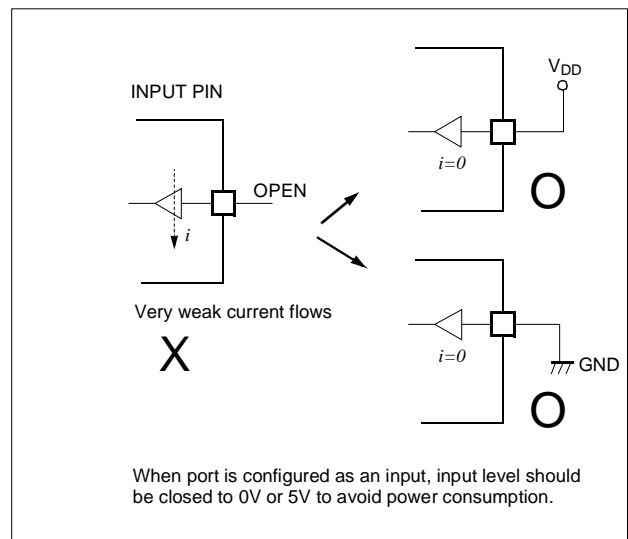 INPUT PIN
OPEN
i
Very weak current flows
X
VDD
i=0
O
i=0
GND
O
When port is configured as an input, input level should
be closed to 0V or 5V to avoid power consumption.